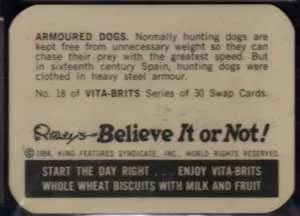 ARMOURED DOGS. Normally hunting dogs are
kept free from unnecessary weight so they can
chase their prey with the greatest speed. But
in sixteenth century Spain, hunting dogs were
clothed in heavy steel armour.
No. 18 of VITA-BRITS Series of 30 Swap Cards.
Ripley's—Believe It or Not!
© 1958, KING FEATURES SYNDICATE, INC., WORLD RIGHTS RESERVED
START THE DAY RIGHT . . . ENJOY VITA-BRITS
WHOLE WHEAT BISCUITS WITH MILK AND FRUIT